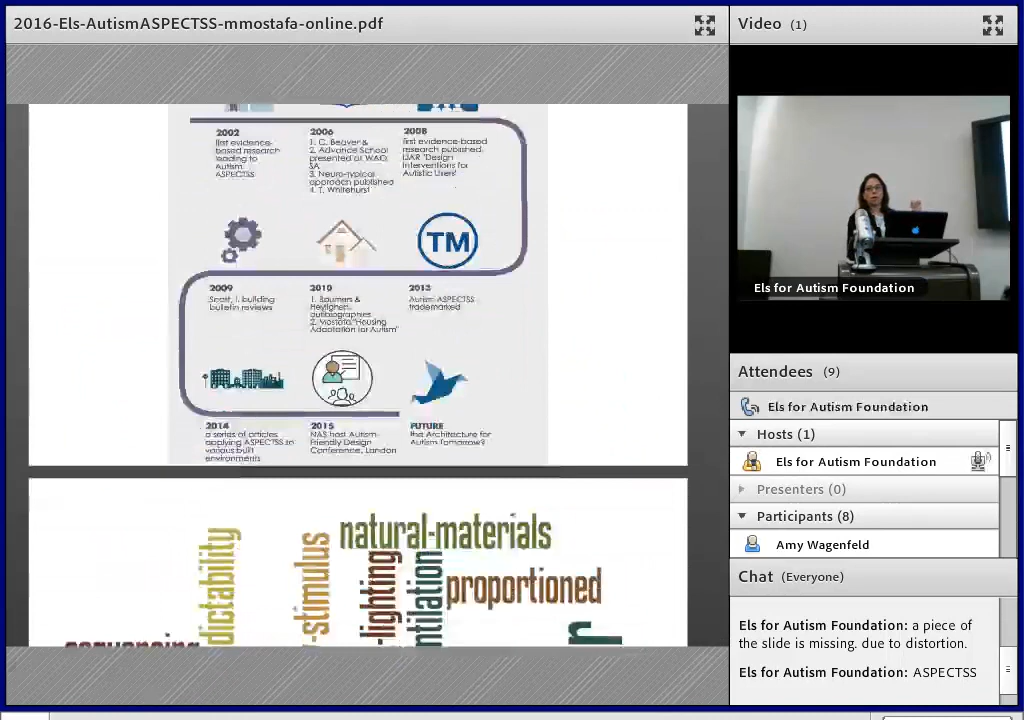 2016-Els-AutismASPECTSS-mmostafa-online.pdf
Video (1)
2002
first evidence-
based research
leading to
Autism
ASPECTSS
2006
1. C. Beaver &
2. Advance School
presented at WAO,
SA
3. Neuro-typical
approach published
4. T. Whitehurst
2008
first evidence-based
research published,
IJAR "Design
Interventions for
Autistic Users'
TM
2009
Scott, I. building
bulletin reviews
2010
1. Baumers &
Heylighen,
autibiographies
2. Mostafa "Housing
Adaptation for Autism"
2013
Autism ASPECTSS
trademarked
2014
a series of articles
applying ASPECTSS to
various built
environments
2015
NAS host Autism-
Friendly Design
Conference, London
FUTURE
the Architecture for
Autism Tomorrow?
natural-materials
dictability
-stimulus
-lighting
ntilation
proportioned
sequencing
Els for Autism Foundation
Attendees (9)
Els for Autism Foundation
Hosts (1)
Els for Autism Foundation
Presenters (0)
Participants (8)
Amy Wagenfeld
Chat (Everyone)
Els for Autism Foundation: a piece of
the slide is missing. due to distortion.
Els for Autism Foundation: ASPECTSS